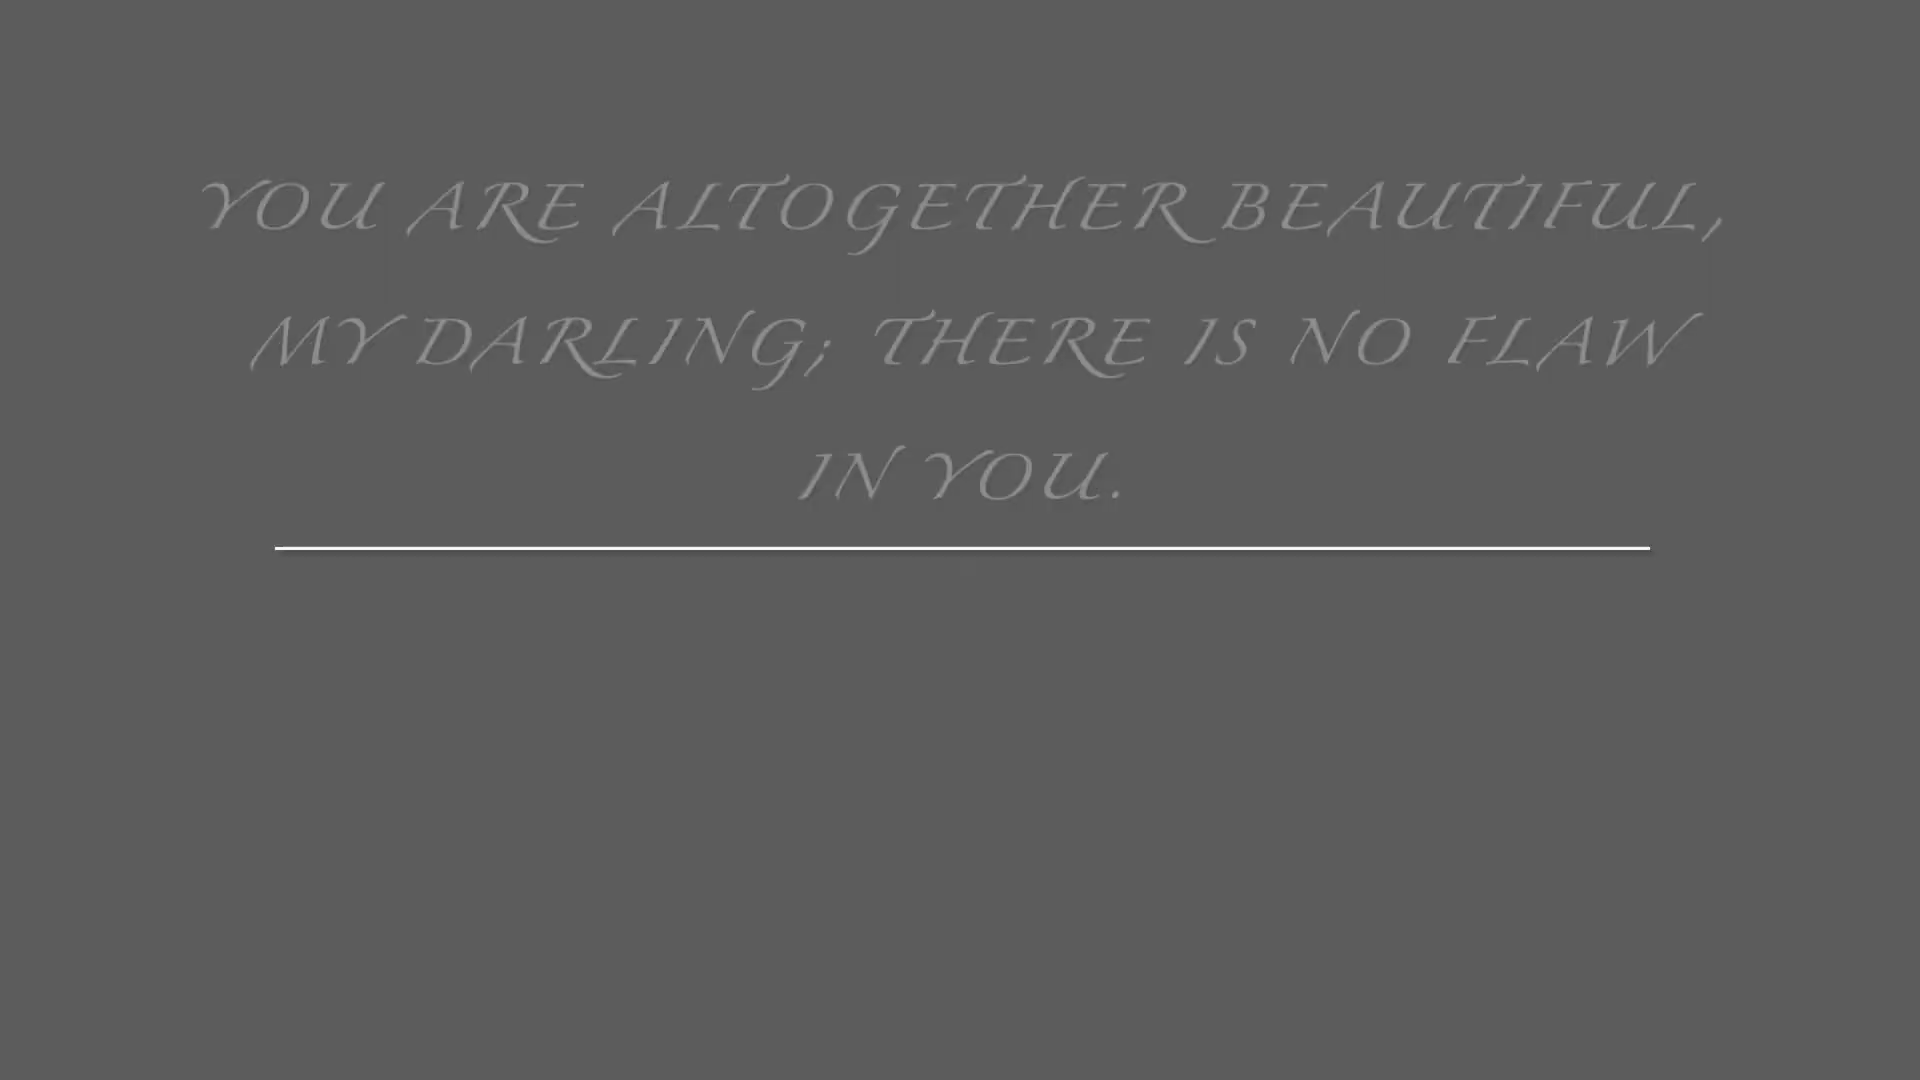 YOU ARE ALTOGETHER BEAUTIFUL,
MY DARLING; THERE IS NO FLAW
IN YOU.